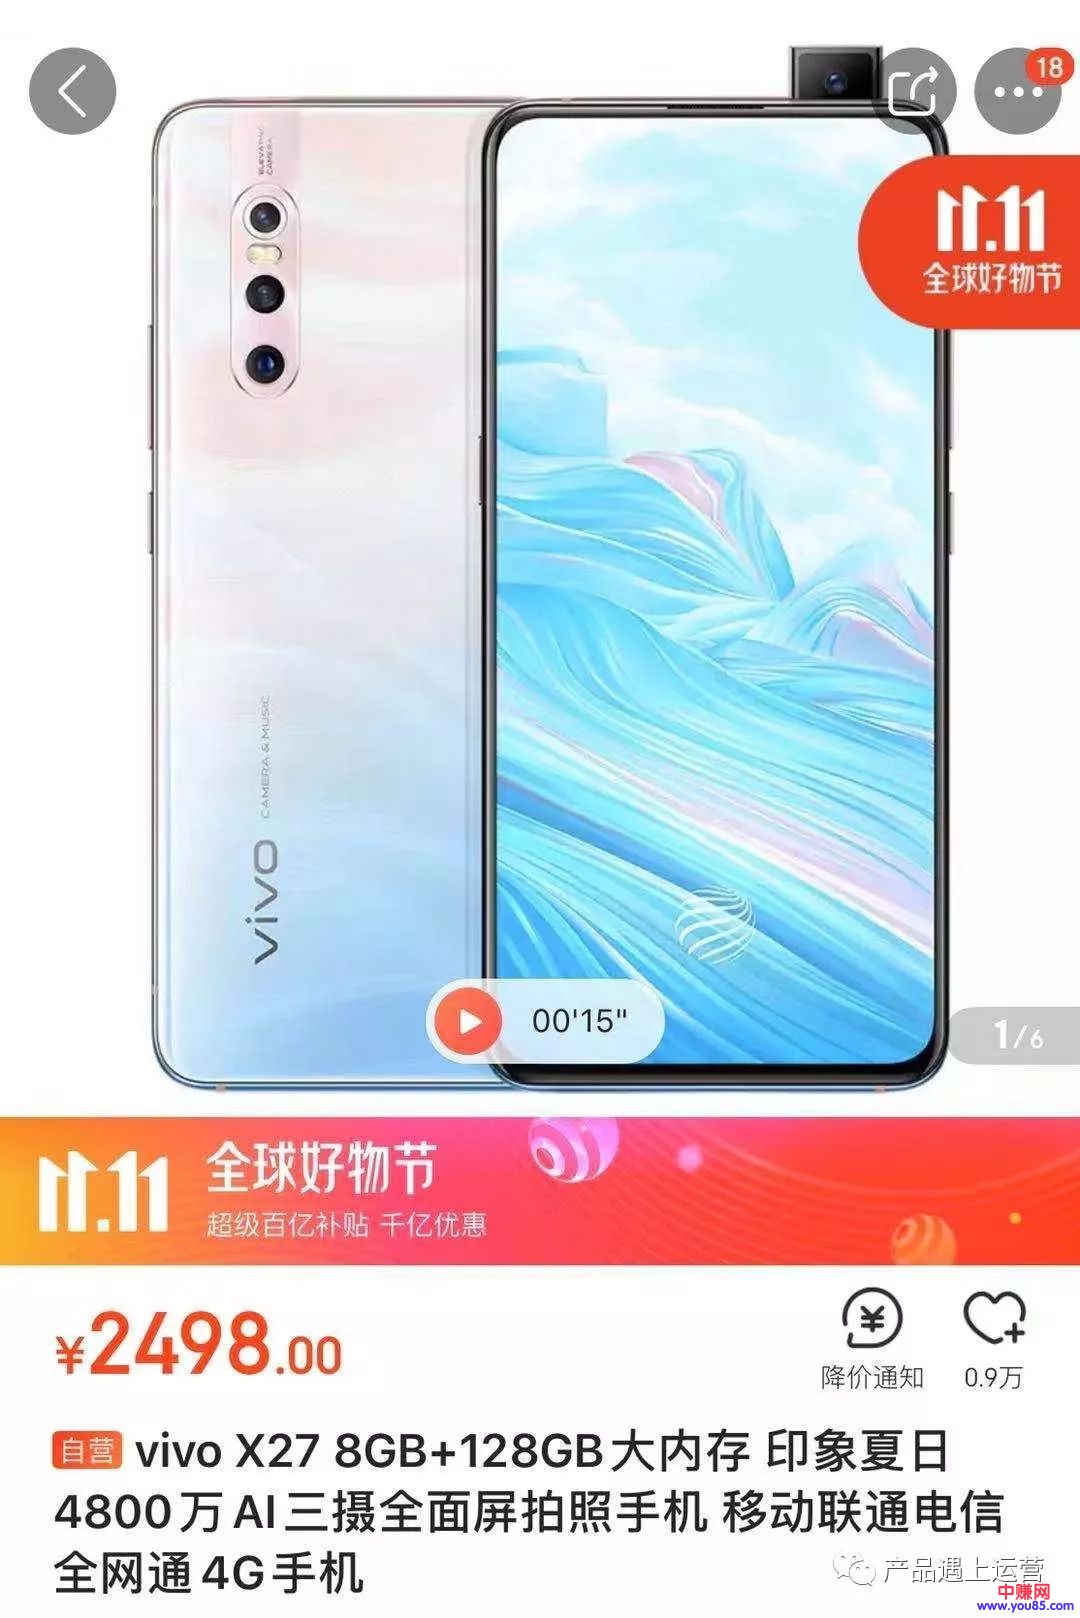 18
ELEVATING
CAMERA
11.11
全球好物节
CAMERA & MUSIC
vivo
00'15"
1/6
11.11
全球好物节
超级百亿补贴 千亿优惠
¥2498.00
降价通知
0.9万
自营 vivo X27 8GB+128GB大内存 印象夏日
4800万AI三摄全面屏拍照手机 移动联通电信
全网通4G手机
产品遇上运营
中赚网
www.you85.com